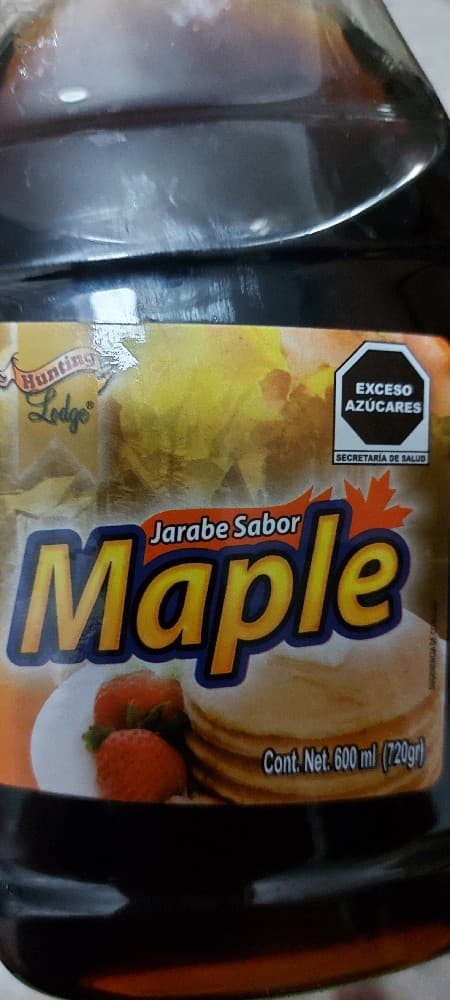 Hunting
Lodge®
EXCESO
AZÚCARES
SECRETARÍA DE SALUD
Jarabe Sabor
Maple
Cont. Net. 600 ml (720gr)